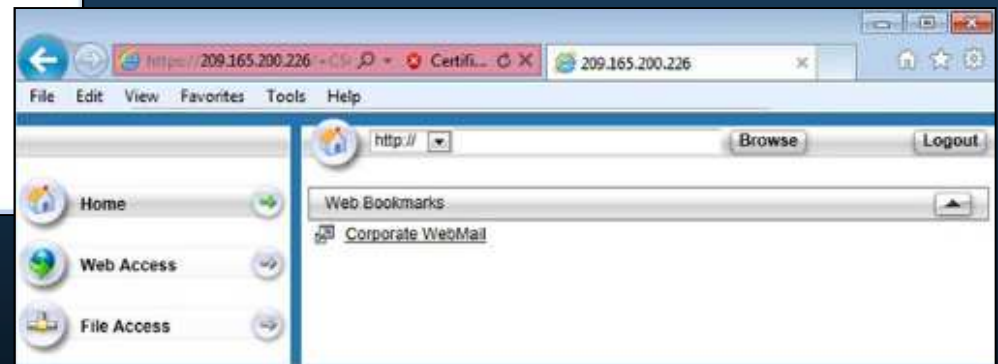 https://209.165.200.226
Certifi...
209.165.200.226
File Edit View Favorites Tools Help
http://
Browse
Logout
Home
Web Bookmarks
Corporate WebMail
Web Access
File Access